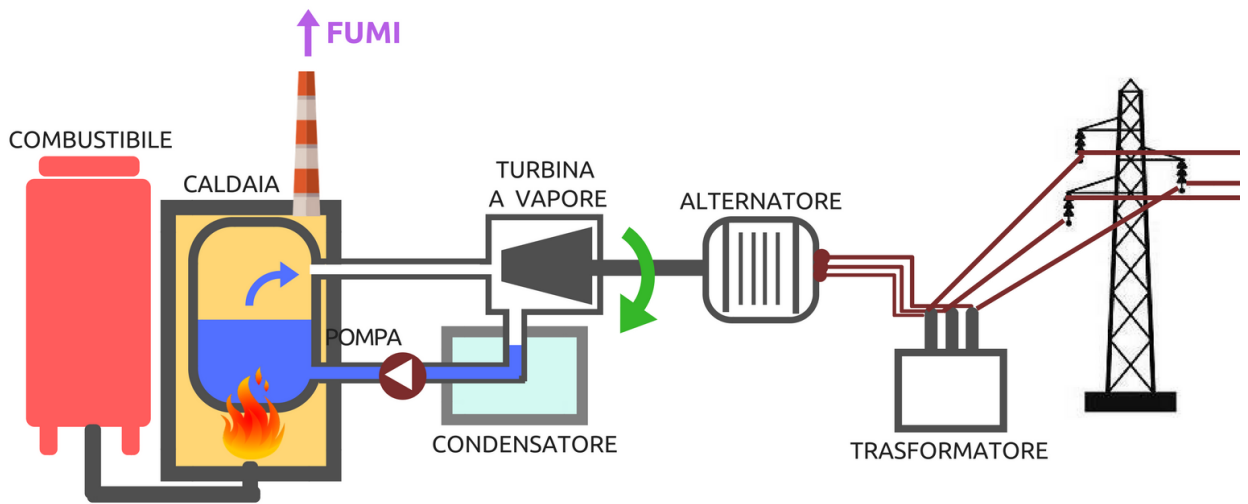 FUMI
COMBUSTIBILE
CALDAIA
TURBINA
A VAPORE
ALTERNATORE
POMPA
CONDENSATORE
TRASFORMATORE